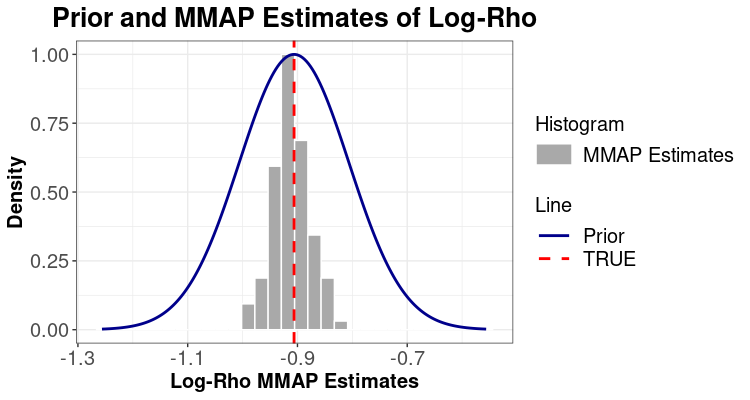 Prior and MMAP Estimates of Log-Rho
1.00
0.75
0.50
0.25
0.00
Density
-1.3
-1.1
-0.9
-0.7
Log-Rho MMAP Estimates
Histogram
MMAP Estimates
Line
Prior
TRUE